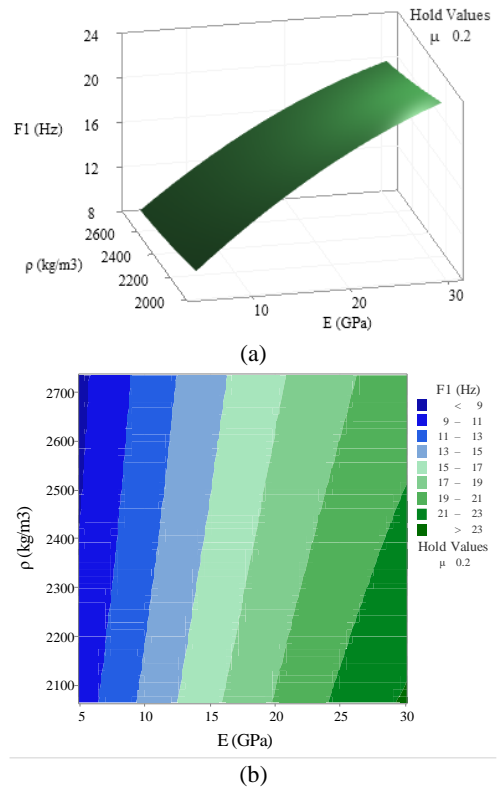 Hold Values
μ 0.2
24
20
F1 (Hz)
16
12
8
2600
2400
ρ (kg/m3)
2200
2000
10
20
30
E (GPa)
(a)
2700
2600
2500
2400
2300
2200
2100
ρ (kg/m3)
5
10
15
20
25
30
E (GPa)
F1 (Hz)
< 9
9 – 11
11 – 13
13 – 15
15 – 17
17 – 19
19 – 21
21 – 23
> 23
Hold Values
μ 0.2
(b)